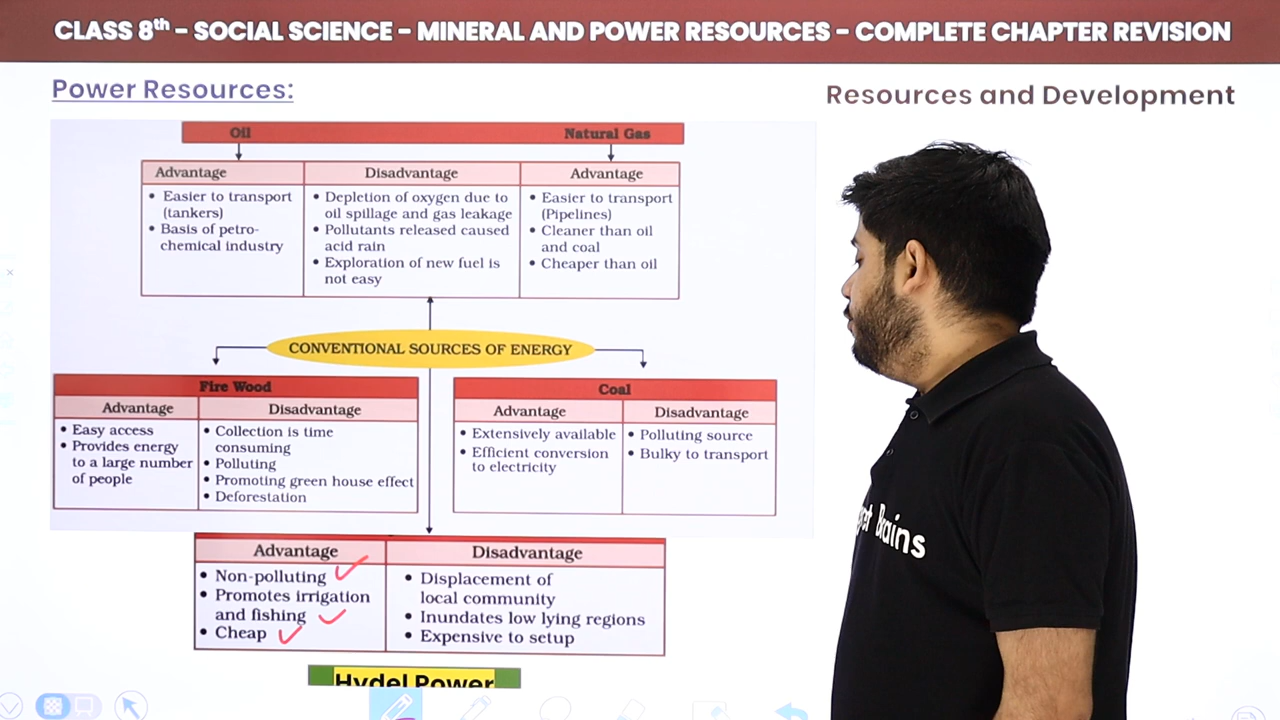 CLASS 8th – SOCIAL SCIENCE – MINERAL AND POWER RESOURCES – COMPLETE CHAPTER REVISION
Power Resources:
Resources and Development
Oil
Natural Gas
Advantage
• Easier to transport
(tankers)
• Basis of petro-
chemical industry
Disadvantage
• Depletion of oxygen due to
oil spillage and gas leakage
• Pollutants released caused
acid rain
• Exploration of new fuel is
not easy
Advantage
• Easier to transport
(Pipelines)
• Cleaner than oil
and coal
• Cheaper than oil
CONVENTIONAL SOURCES OF ENERGY
Fire Wood
Advantage
• Easy access
• Provides energy
to a large number
of people
Disadvantage
• Collection is time
consuming
• Polluting
• Promoting green house effect
• Deforestation
Coal
Advantage
• Extensively available
• Efficient conversion
to electricity
Disadvantage
• Polluting source
• Bulky to transport
Advantage
• Non-polluting
• Promotes irrigation
and fishing
• Cheap
Disadvantage
• Displacement of
local community
• Inundates low lying regions
• Expensive to setup
Hydel Power